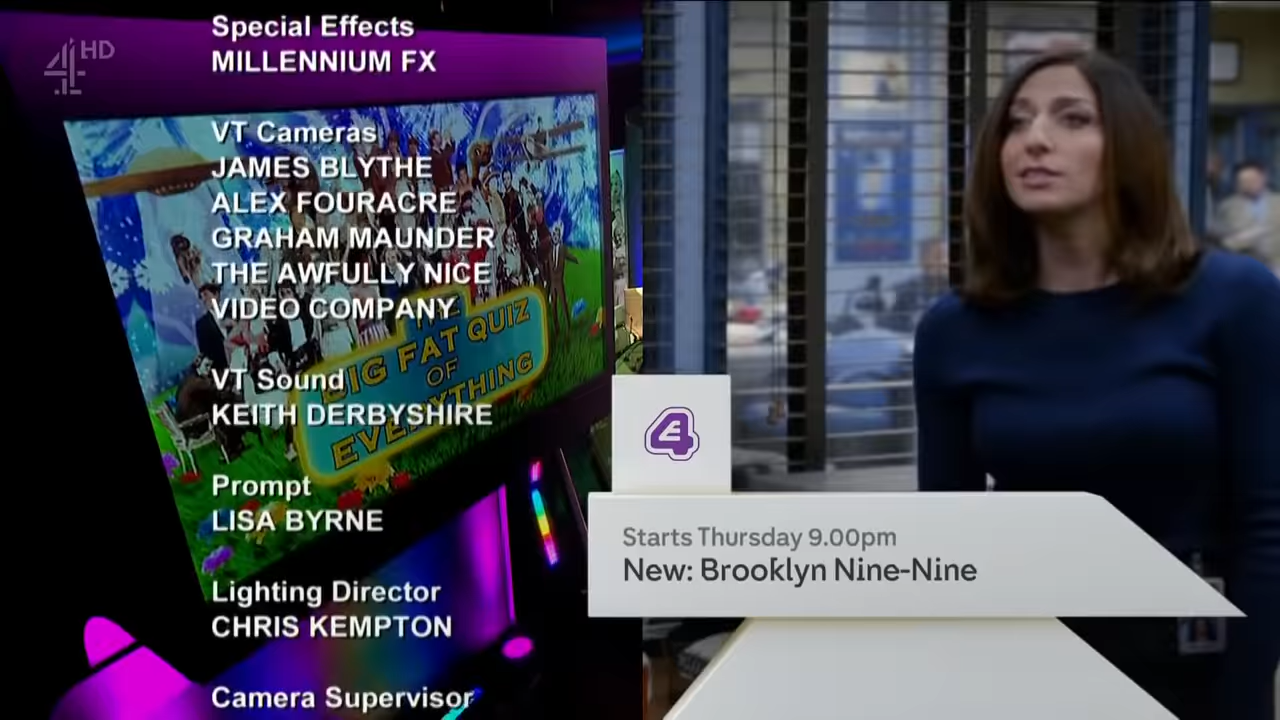 4 HD
Special Effects
MILLENNIUM FX
VT Cameras
JAMES BLYTHE
ALEX FOURACRE
GRAHAM MAUNDER
THE AWFULLY NICE
VIDEO COMPANY
THE
BIG FAT QUIZ
OF
EVERYTHING
VT Sound
KEITH DERBYSHIRE
Prompt
LISA BYRNE
Lighting Director
CHRIS KEMPTON
Camera Supervisor
E4
Starts Thursday 9.00pm
New: Brooklyn Nine-Nine